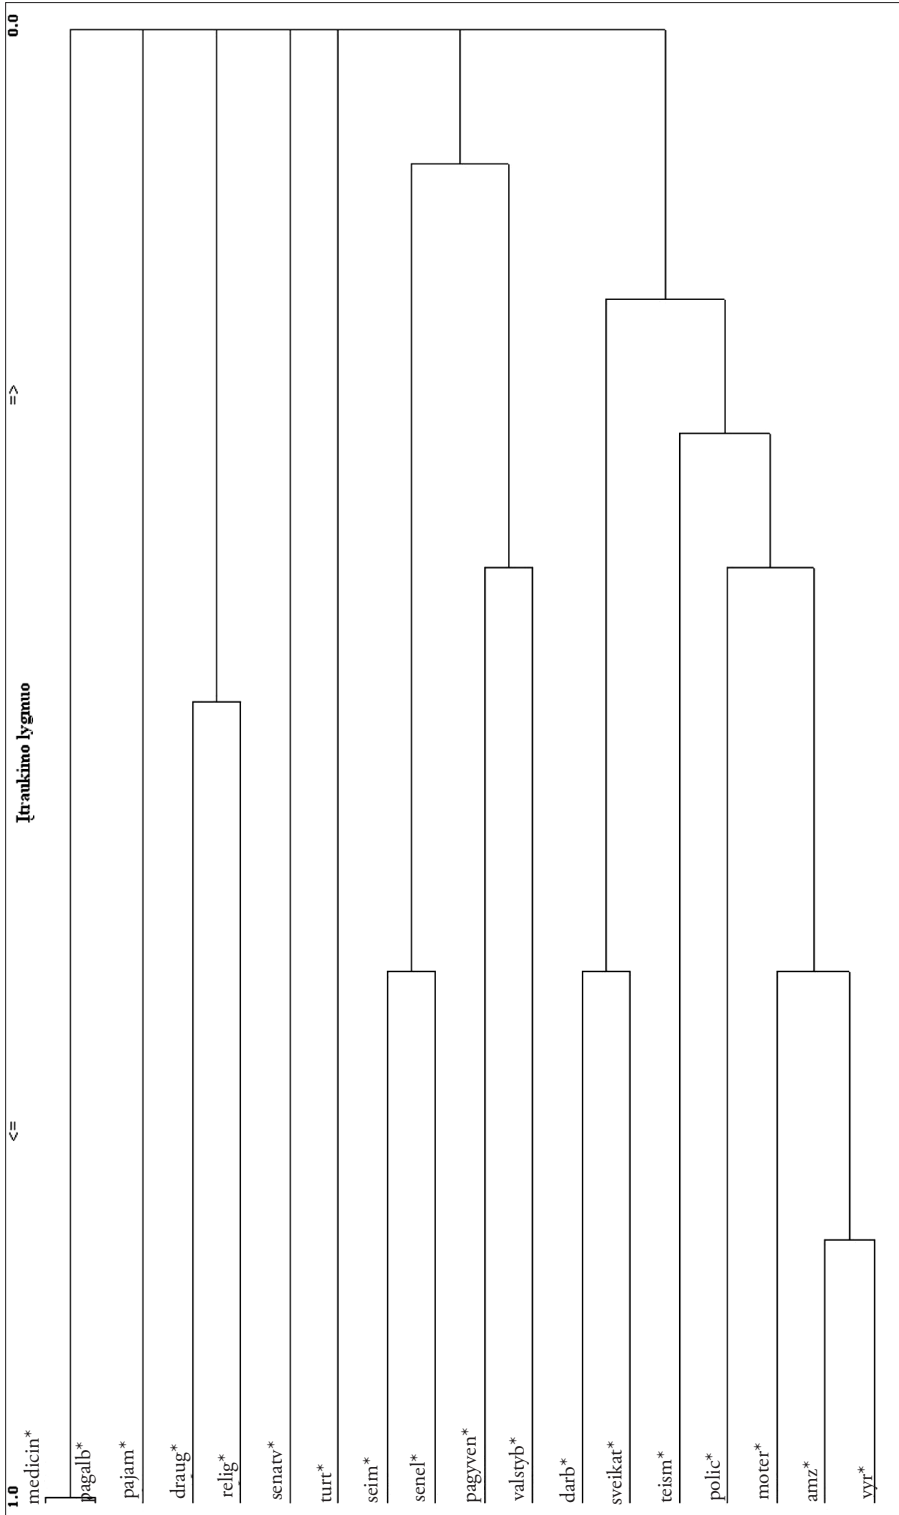 0.0
=>
Įtraukimo lygmuo
<=
1.0
medicin*
pagalb*
pajam*
draug*
relig*
senatv*
turt*
seim*
senel*
pagyven*
valstyb*
darb*
sveikat*
teism*
polic*
moter*
amz*
vyr*